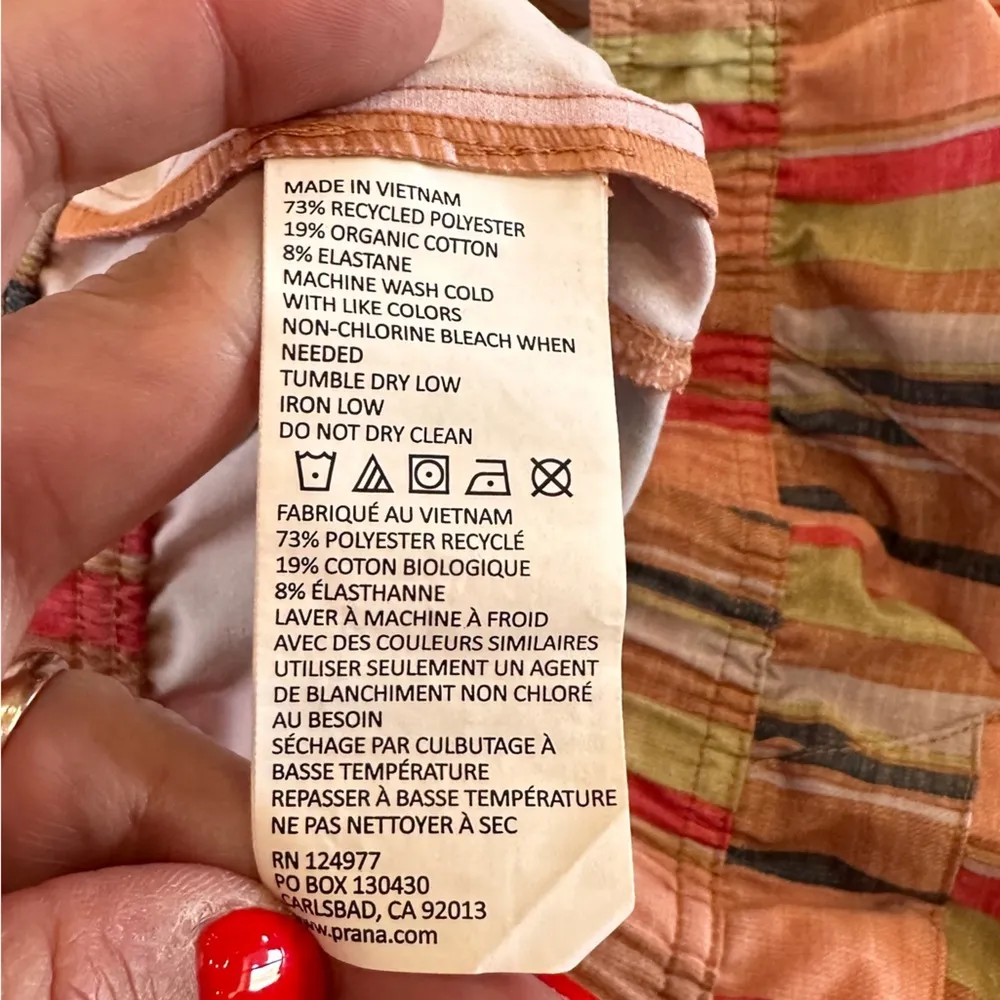 MADE IN VIETNAM
73% RECYCLED POLYESTER
19% ORGANIC COTTON
8% ELASTANE
MACHINE WASH COLD
WITH LIKE COLORS
NON-CHLORINE BLEACH WHEN
NEEDED
TUMBLE DRY LOW
IRON LOW
DO NOT DRY CLEAN
FABRIQUÉ AU VIETNAM
73% POLYESTER RECYCLÉ
19% COTON BIOLOGIQUE
8% ÉLASTHANNE
LAVER À MACHINE À FROID
AVEC DES COULEURS SIMILAIRES
UTILISER SEULEMENT UN AGENT
DE BLANCHIMENT NON CHLORÉ
AU BESOIN
SÉCHAGE PAR CULBUTAGE À
BASSE TEMPÉRATURE
REPASSER À BASSE TEMPÉRATURE
NE PAS NETTOYER À SEC
RN 124977
PO BOX 130430
CARLSBAD, CA 92013
www.prana.com